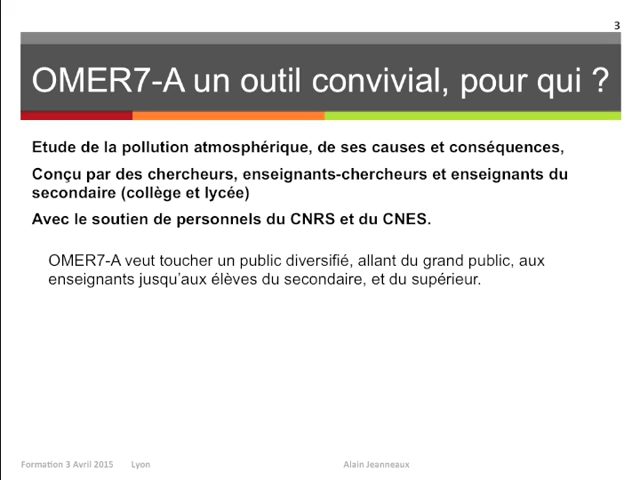 3
OMER7-A un outil convivial, pour qui ?
Etude de la pollution atmosphérique, de ses causes et conséquences,
Conçu par des chercheurs, enseignants-chercheurs et enseignants du
secondaire (collège et lycée)
Avec le soutien de personnels du CNRS et du CNES.
OMER7-A veut toucher un public diversifié, allant du grand public, aux
enseignants jusqu'aux élèves du secondaire, et du supérieur.
Formation 3 Avril 2015 Lyon Alain Jeanneaux